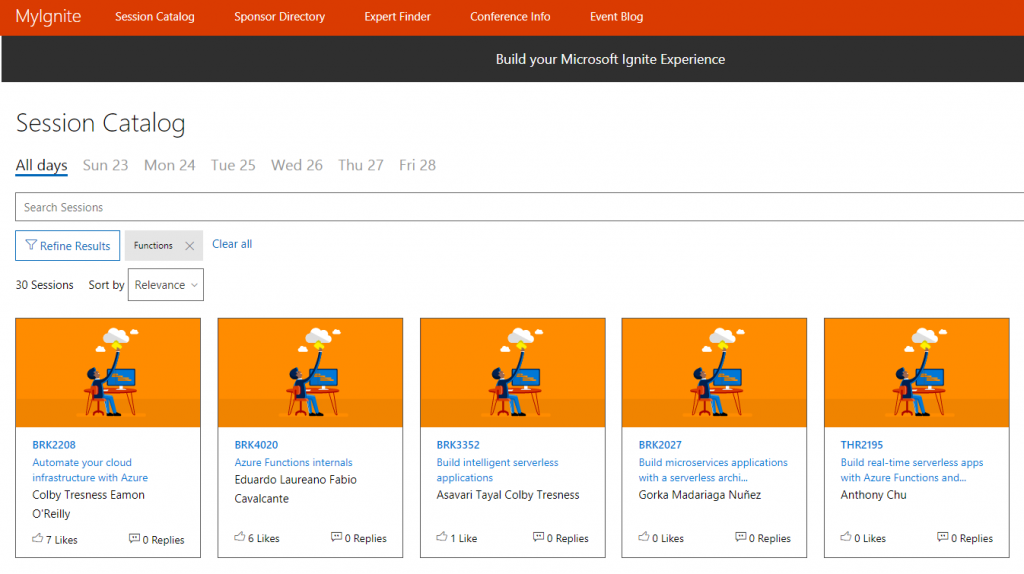 MyIgnite Session Catalog Sponsor Directory Expert Finder Conference Info Event Blog
Build your Microsoft Ignite Experience
Session Catalog
All days Sun 23 Mon 24 Tue 25 Wed 26 Thu 27 Fri 28
Search Sessions
Refine Results Functions Clear all
30 Sessions Sort by Relevance
BRK2208
Automate your cloud
infrastructure with Azure
Colby Tresness Eamon
O'Reilly
7 Likes 0 Replies
BRK4020
Azure Functions internals
Eduardo Laureano Fabio
Cavalcante
6 Likes 0 Replies
BRK3352
Build intelligent serverless
applications
Asavari Tayal Colby Tresness
1 Like 0 Replies
BRK2027
Build microservices applications
with a serverless archi...
Gorka Madariaga Nuñez
0 Likes 0 Replies
THR2195
Build real-time serverless apps
with Azure Functions and...
Anthony Chu
0 Likes 0 Replies